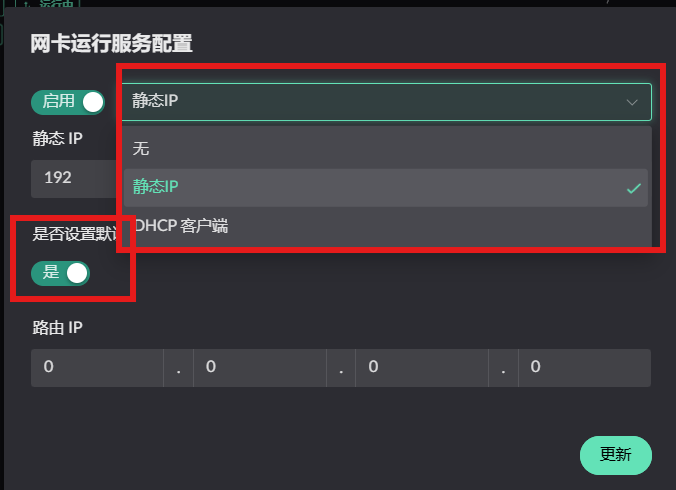 网卡运行服务配置
启用
静态IP
静态 IP
无
192
静态IP
DHCP 客户端
是否设置默
是
路由 IP
0 . 0 . 0 . 0
更新